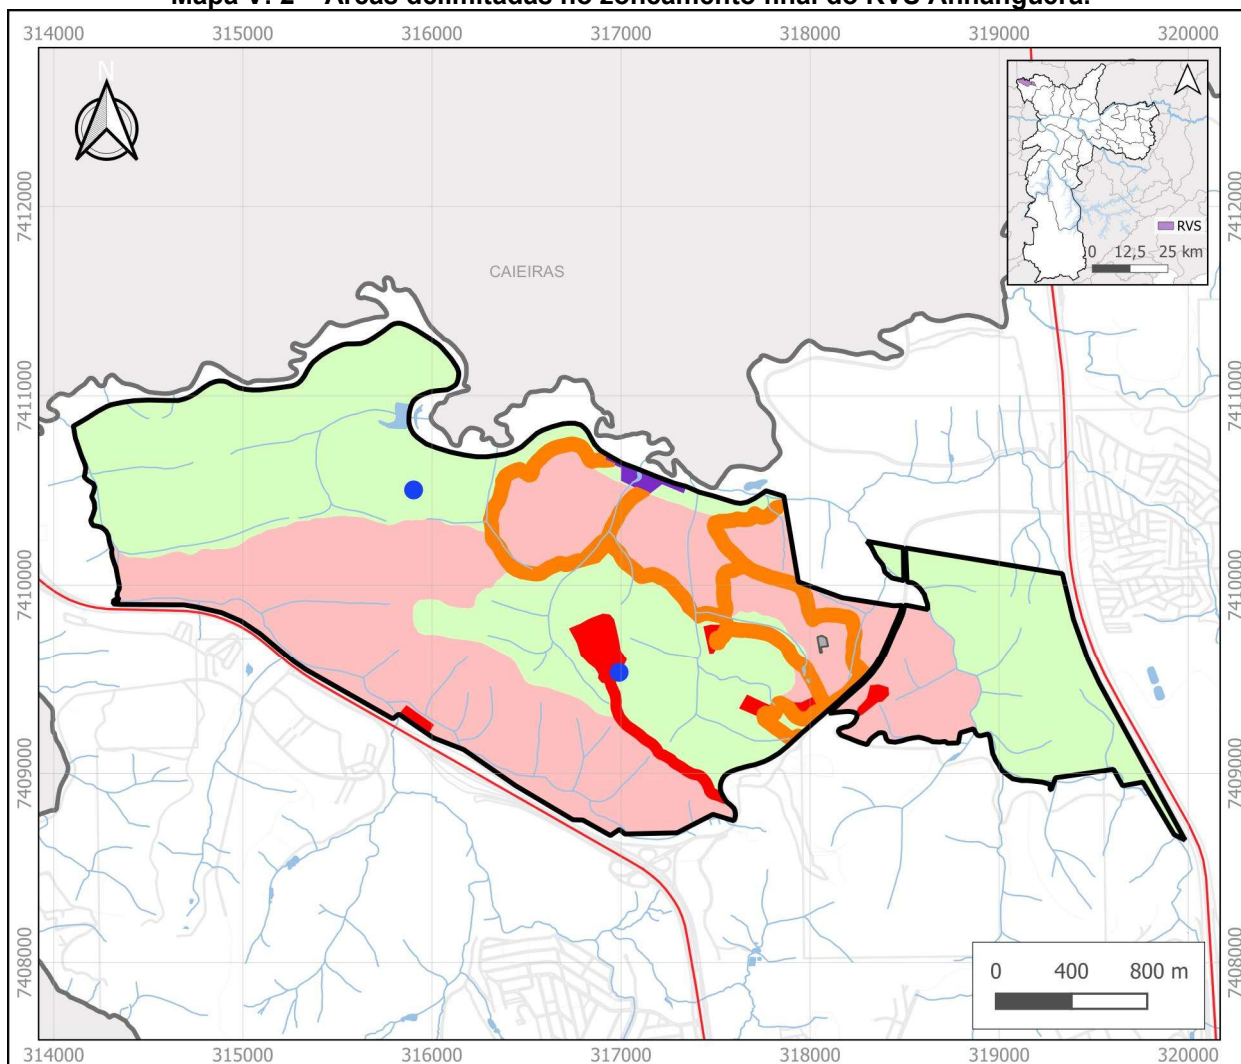 Mapa V. 2 – Áreas delimitadas no zoneamento final do RVS Anhanguera.
314000 315000 316000 317000 318000 319000 320000
N
RVS
0 12,5 25 km
7412000 7412000
CAIEIRAS
7411000 7411000
7410000 7410000
7409000 7409000
7408000 7408000
0 400 800 m
314000 315000 316000 317000 318000 319000 320000